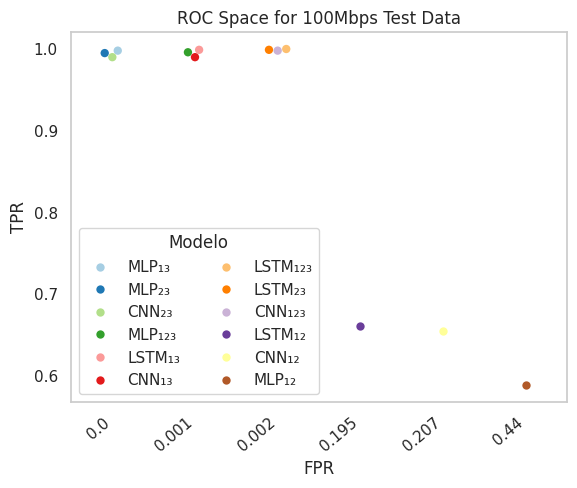 ROC Space for 100Mbps Test Data
TPR
1.0
0.9
0.8
0.7
0.6
Modelo
MLP₁₃
MLP₂₃
CNN₂₃
MLP₁₂₃
LSTM₁₃
CNN₁₃
LSTM₁₂₃
LSTM₂₃
CNN₁₂₃
LSTM₁₂
CNN₁₂
MLP₁₂
0.0
0.001
0.002
0.195
0.207
0.44
FPR